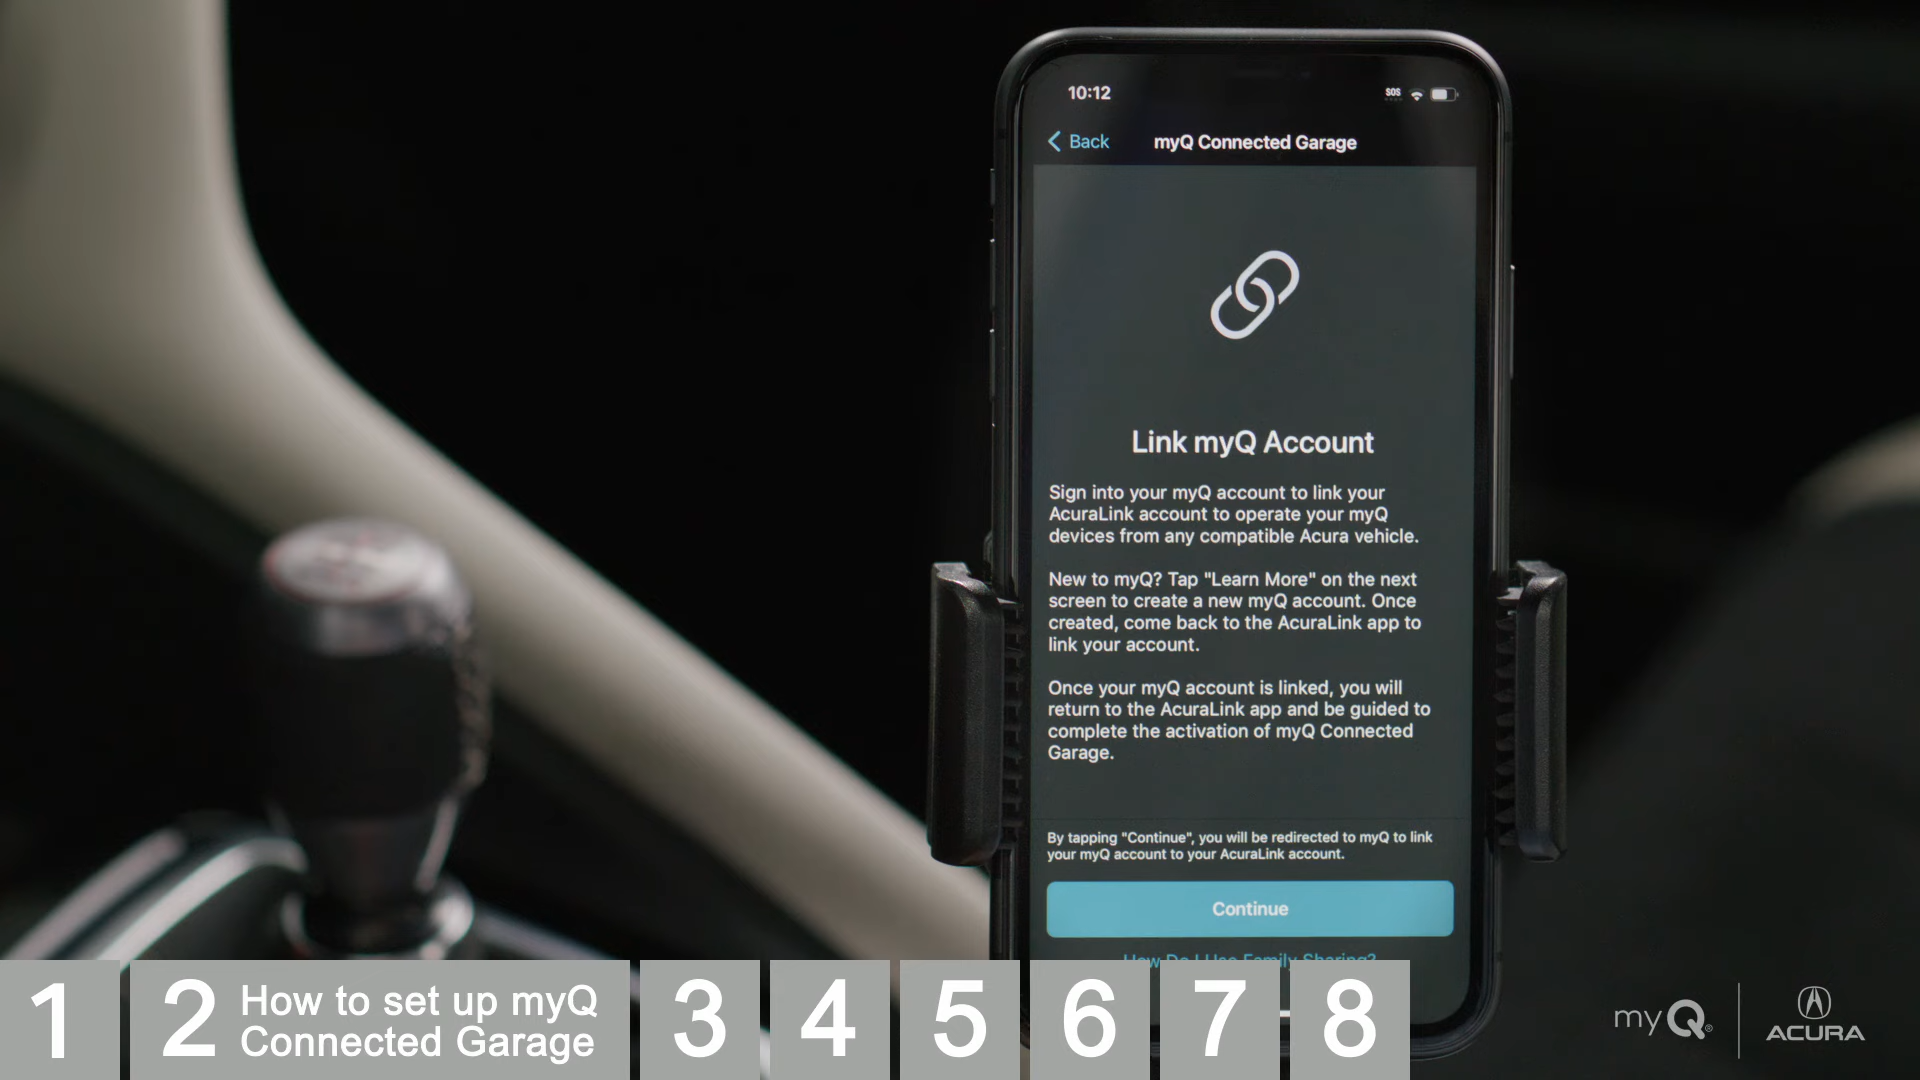 10:12
SOS
Back
myQ Connected Garage
Link myQ Account
Sign into your myQ account to link your
AcuraLink account to operate your myQ
devices from any compatible Acura vehicle.
New to myQ? Tap "Learn More" on the next
screen to create a new myQ account. Once
created, come back to the AcuraLink app to
link your account.
Once your myQ account is linked, you will
return to the AcuraLink app and be guided to
complete the activation of myQ Connected
Garage.
By tapping "Continue", you will be redirected to myQ to link
your myQ account to your AcuraLink account.
Continue
How Do I Use Family Sharing?
1
2
How to set up myQ
Connected Garage
3
4
5
6
7
8
myQ®
ACURA